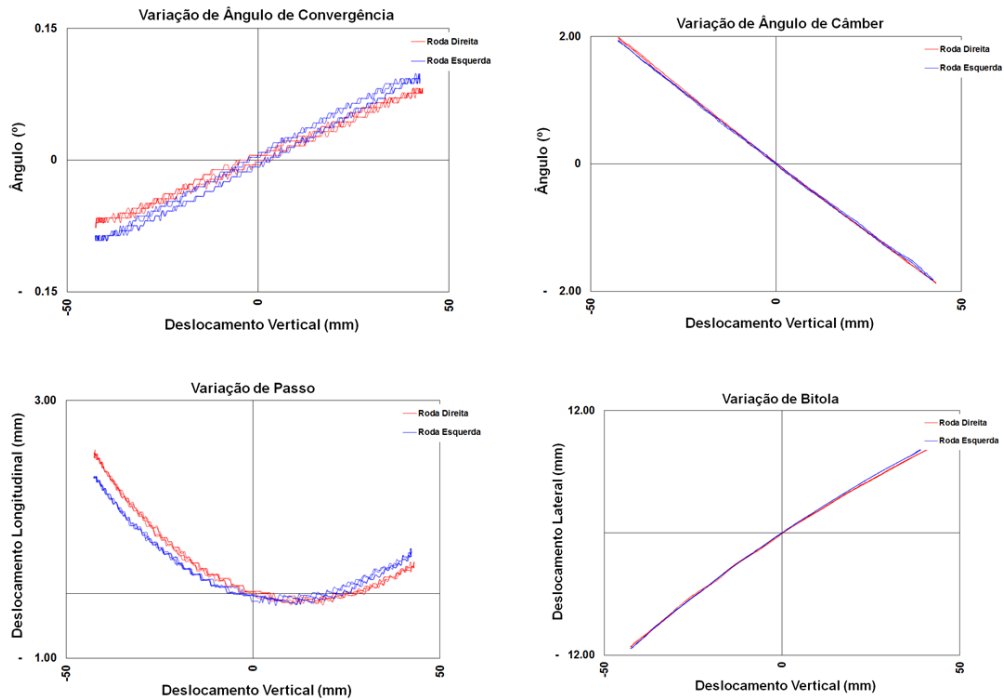 Variação de Ângulo de Convergência
0.15
Roda Direita
Roda Esquerda
Ângulo (º)
0
- 0.15
-50
0
50
Deslocamento Vertical (mm)
Variação de Ângulo de Câmber
2.00
Roda Direita
Roda Esquerda
Ângulo (º)
0
- 2.00
-50
0
50
Deslocamento Vertical (mm)
Variação de Passo
3.00
Roda Direita
Roda Esquerda
Deslocamento Longitudinal (mm)
- 1.00
-50
0
50
Deslocamento Vertical (mm)
Variação de Bitola
12.00
Roda Direita
Roda Esquerda
Deslocamento Lateral (mm)
- 12.00
-50
0
50
Deslocamento Vertical (mm)